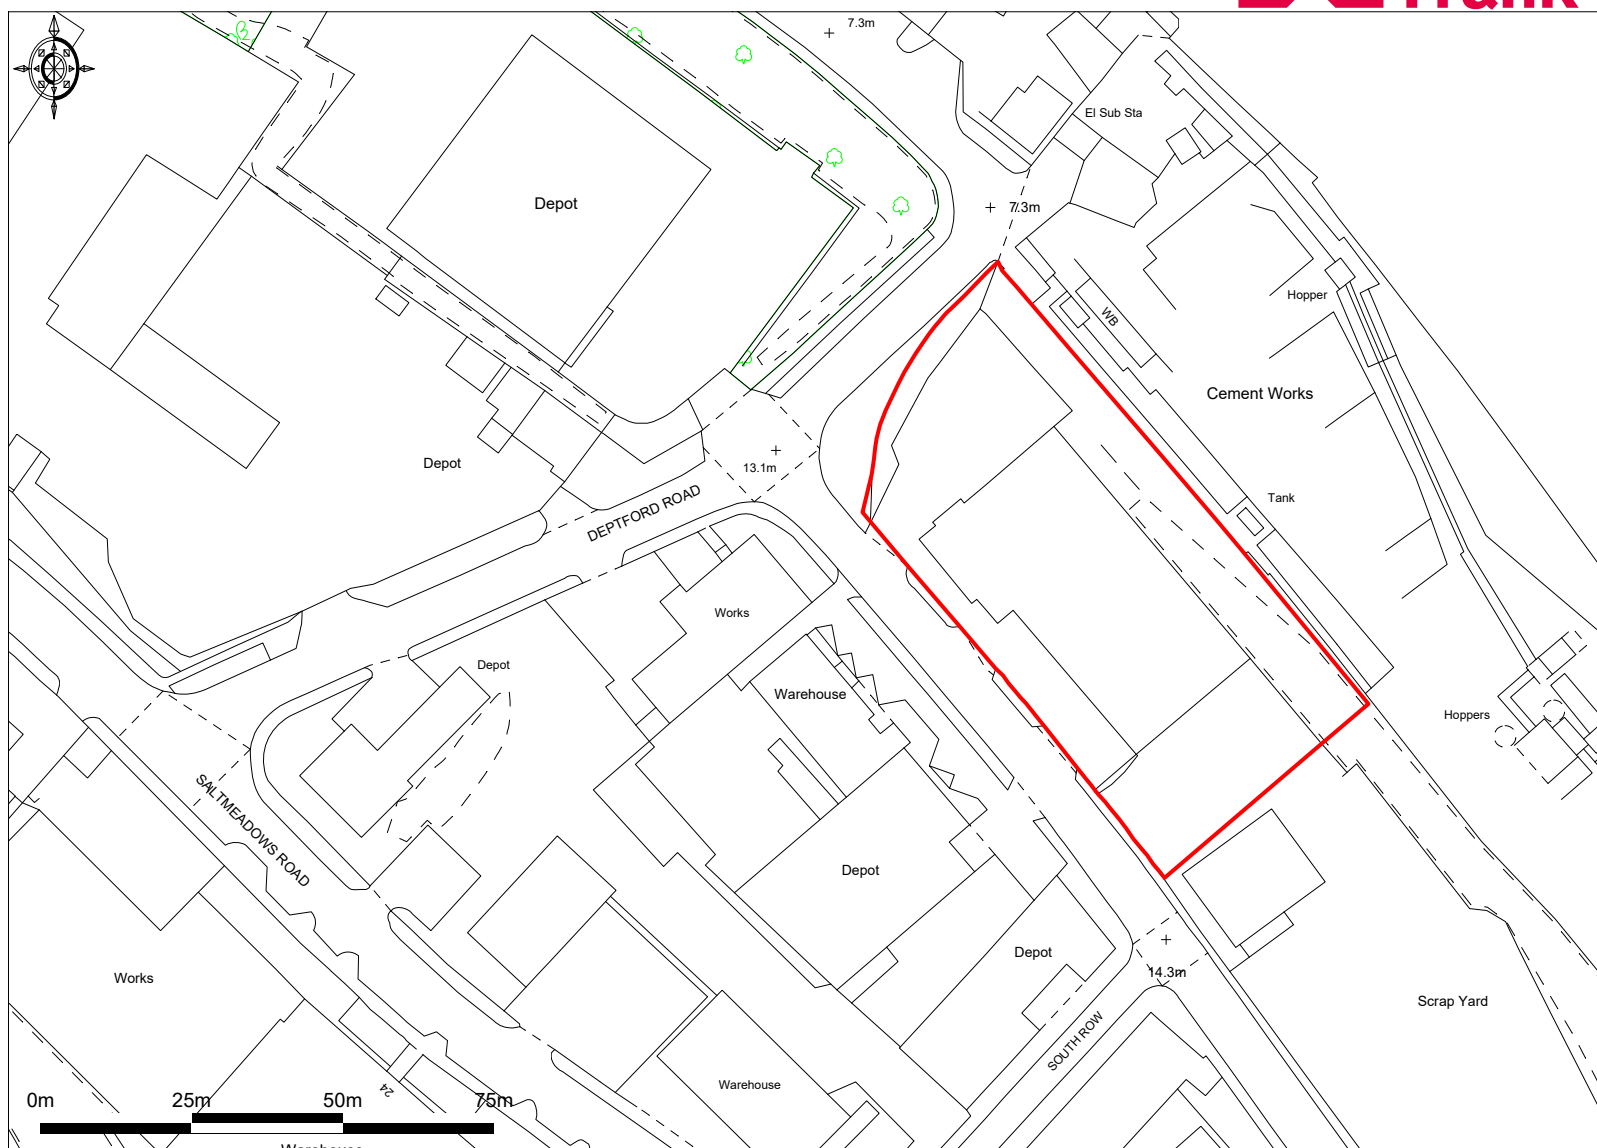 Frank
7.3m
El Sub Sta
Depot
7.3m
Hopper
WB
Cement Works
Depot
13.1m
Tank
DEPTFORD ROAD
Works
Depot
Warehouse
Hoppers
SALTMEADOWS ROAD
Depot
Depot
14.3m
Works
Scrap Yard
SOUTH ROW
Warehouse
24
0m 25m 50m 75m
Warehouse